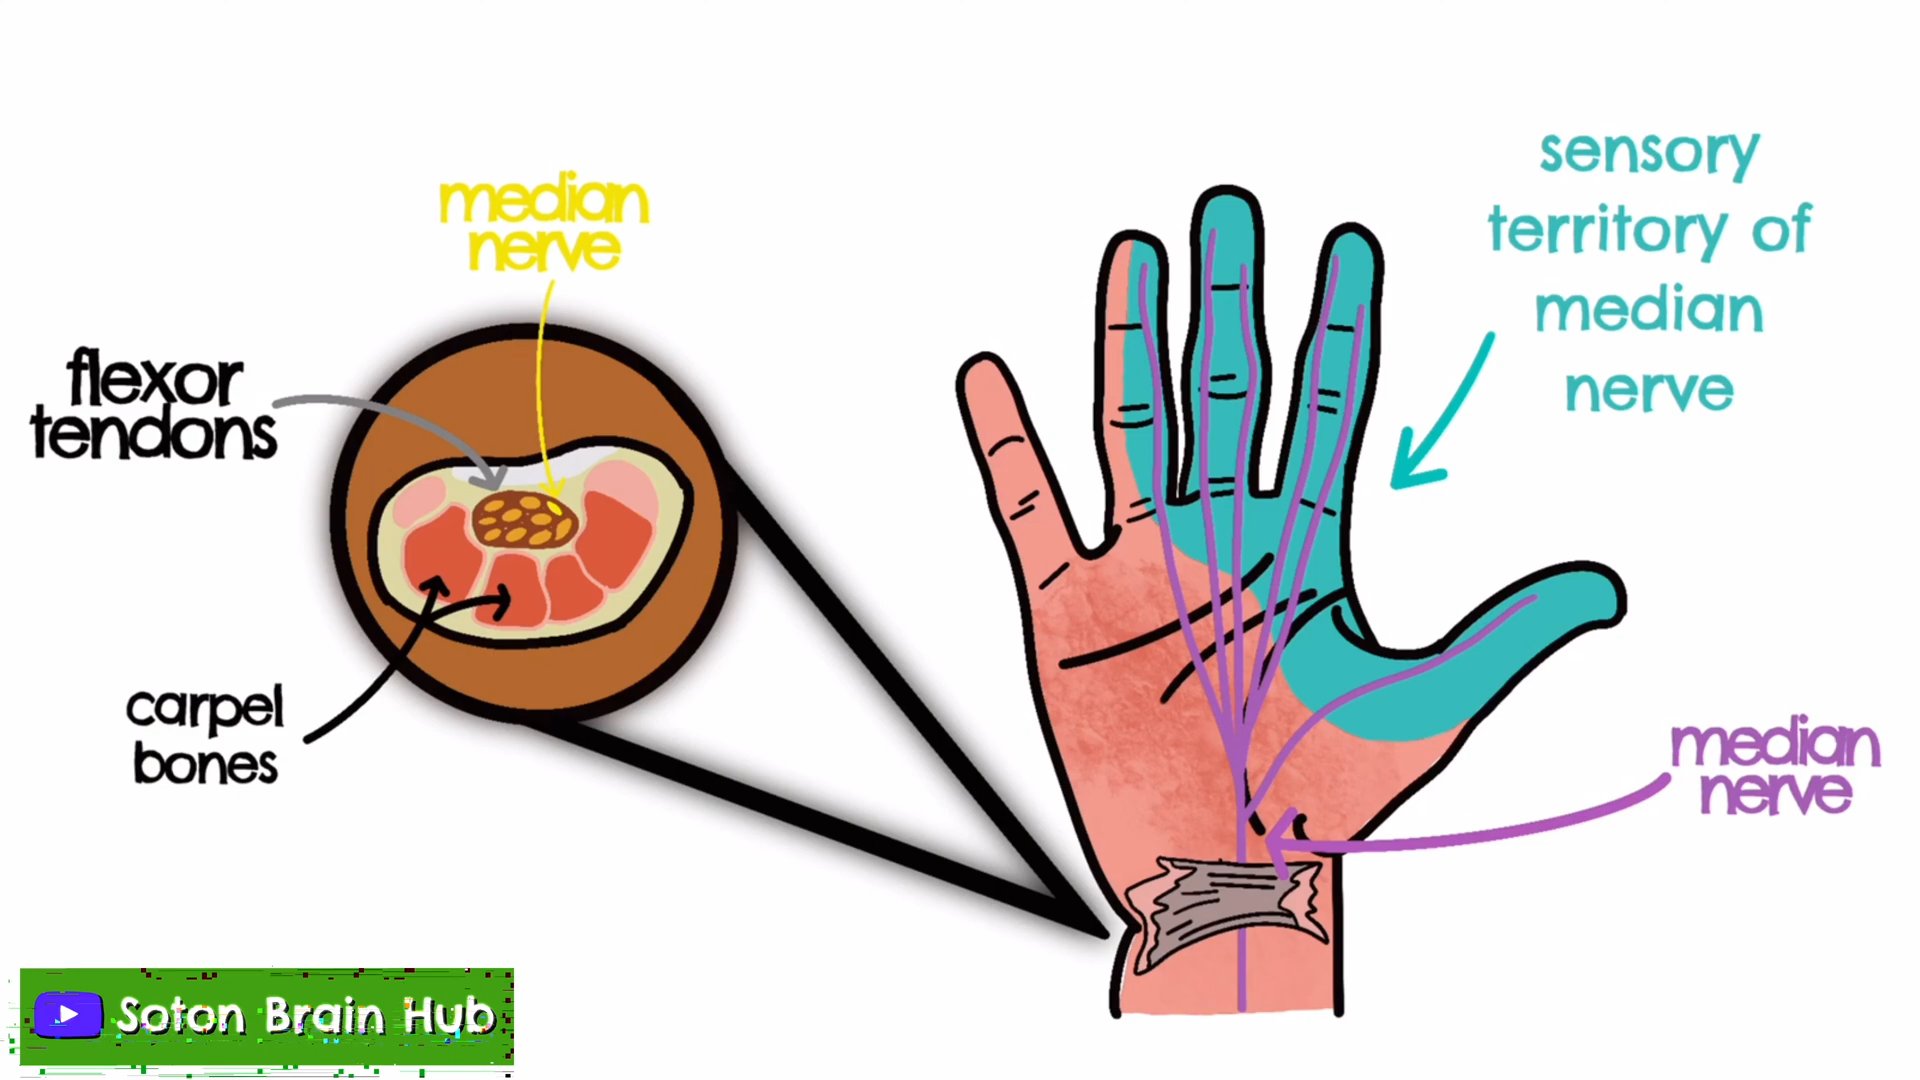 sensory
territory of
median
nerve
median
nerve
flexor
tendons
carpel
bones
median
nerve
Soton Brain Hub